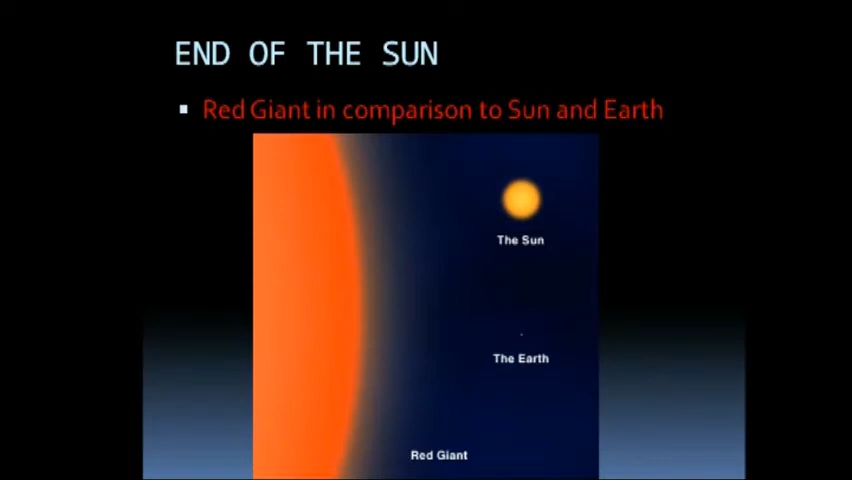 END OF THE SUN
Red Giant in comparison to Sun and Earth
The Sun
The Earth
Red Giant